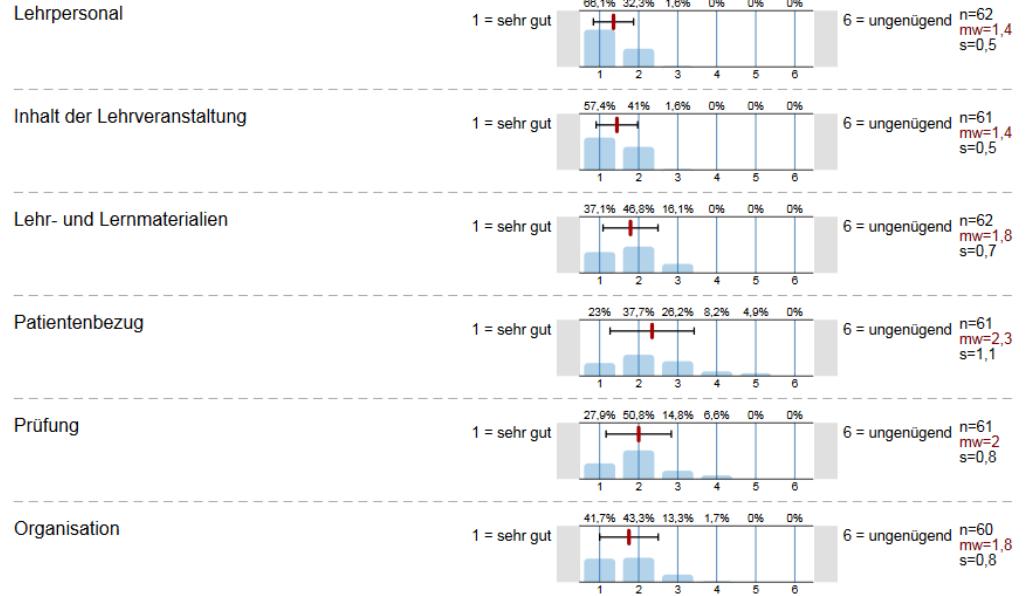 Lehrpersonal
1 = sehr gut
66,1% 32,3% 1,6% 0% 0% 0%
1 2 3 4 5 6
6 = ungenügend
n=62
mw=1,4
s=0,5
Inhalt der Lehrveranstaltung
1 = sehr gut
57,4% 41% 1,6% 0% 0% 0%
1 2 3 4 5 6
6 = ungenügend
n=61
mw=1,4
s=0,5
Lehr- und Lernmaterialien
1 = sehr gut
37,1% 46,8% 16,1% 0% 0% 0%
1 2 3 4 5 6
6 = ungenügend
n=62
mw=1,8
s=0,7
Patientenbezug
1 = sehr gut
23% 37,7% 26,2% 8,2% 4,9% 0%
1 2 3 4 5 6
6 = ungenügend
n=61
mw=2,3
s=1,1
Prüfung
1 = sehr gut
27,9% 50,8% 14,8% 6,6% 0% 0%
1 2 3 4 5 6
6 = ungenügend
n=61
mw=2
s=0,8
Organisation
1 = sehr gut
41,7% 43,3% 13,3% 1,7% 0% 0%
1 2 3 4 5 6
6 = ungenügend
n=60
mw=1,8
s=0,8